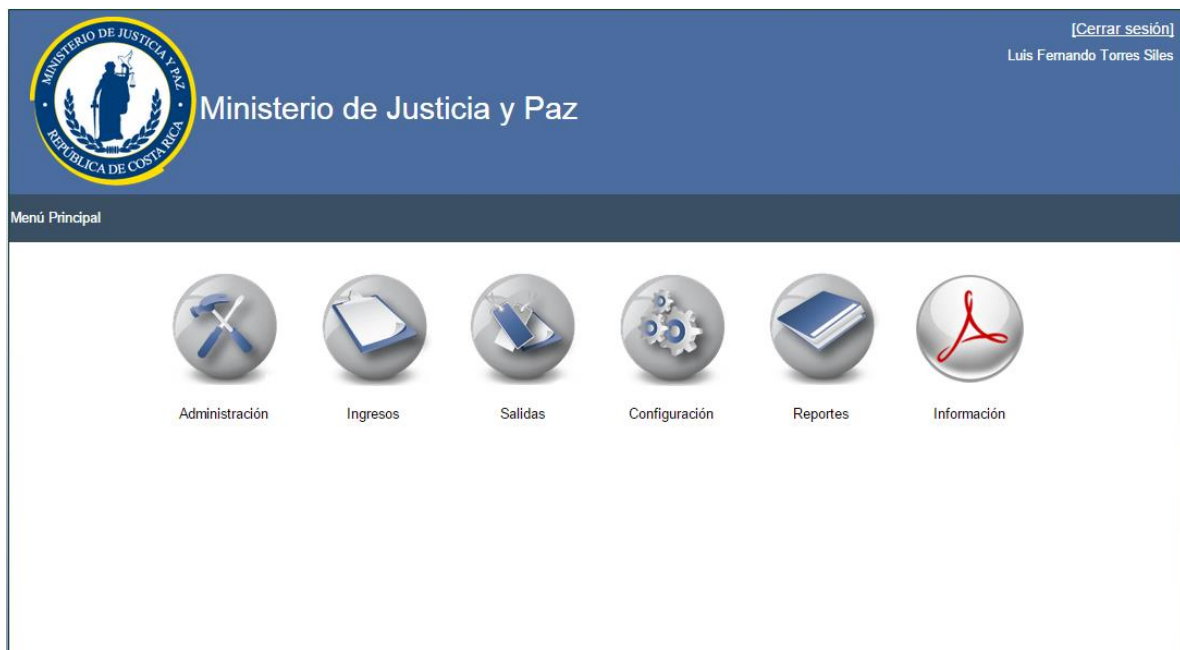 MINISTERIO DE JUSTICIA Y PAZ
REPÚBLICA DE COSTA RICA
[Cerrar sesión]
Luis Fernando Torres Siles
Ministerio de Justicia y Paz
Menú Principal
Administración
Ingresos
Salidas
Configuración
Reportes
Información